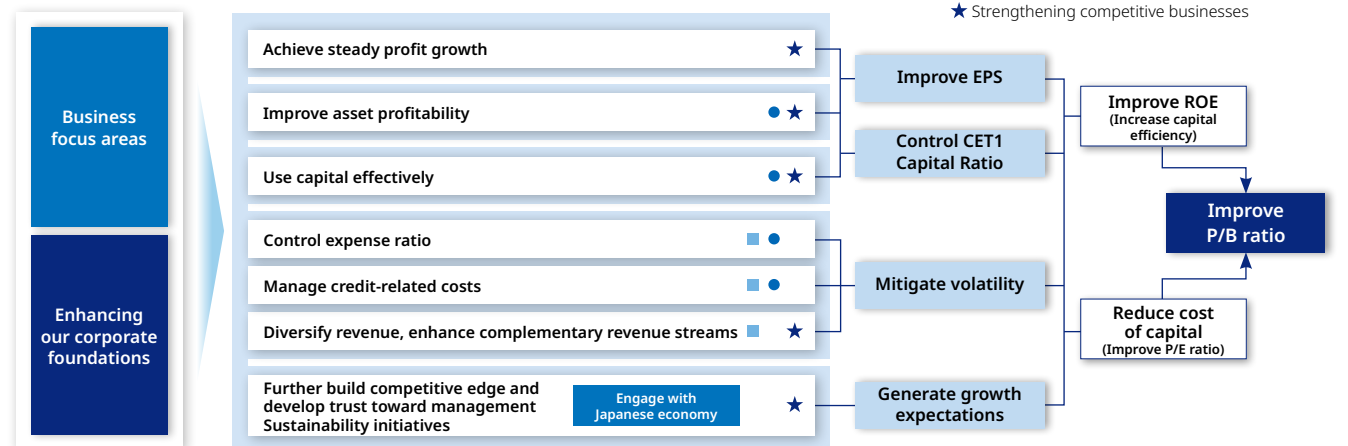 ★ Strengthening competitive businesses
Business
focus areas
Enhancing
our corporate
foundations
Achieve steady profit growth ★
Improve asset profitability ● ★
Use capital effectively ● ★
Control expense ratio ■ ●
Manage credit-related costs ■ ●
Diversify revenue, enhance complementary revenue streams ■ ★
Further build competitive edge and
develop trust toward management
Sustainability initiatives
Engage with
Japanese economy
★
Improve EPS
Control CET1
Capital Ratio
Mitigate volatility
Generate growth
expectations
Improve ROE
(Increase capital
efficiency)
Improve
P/B ratio
Reduce cost
of capital
(Improve P/E ratio)